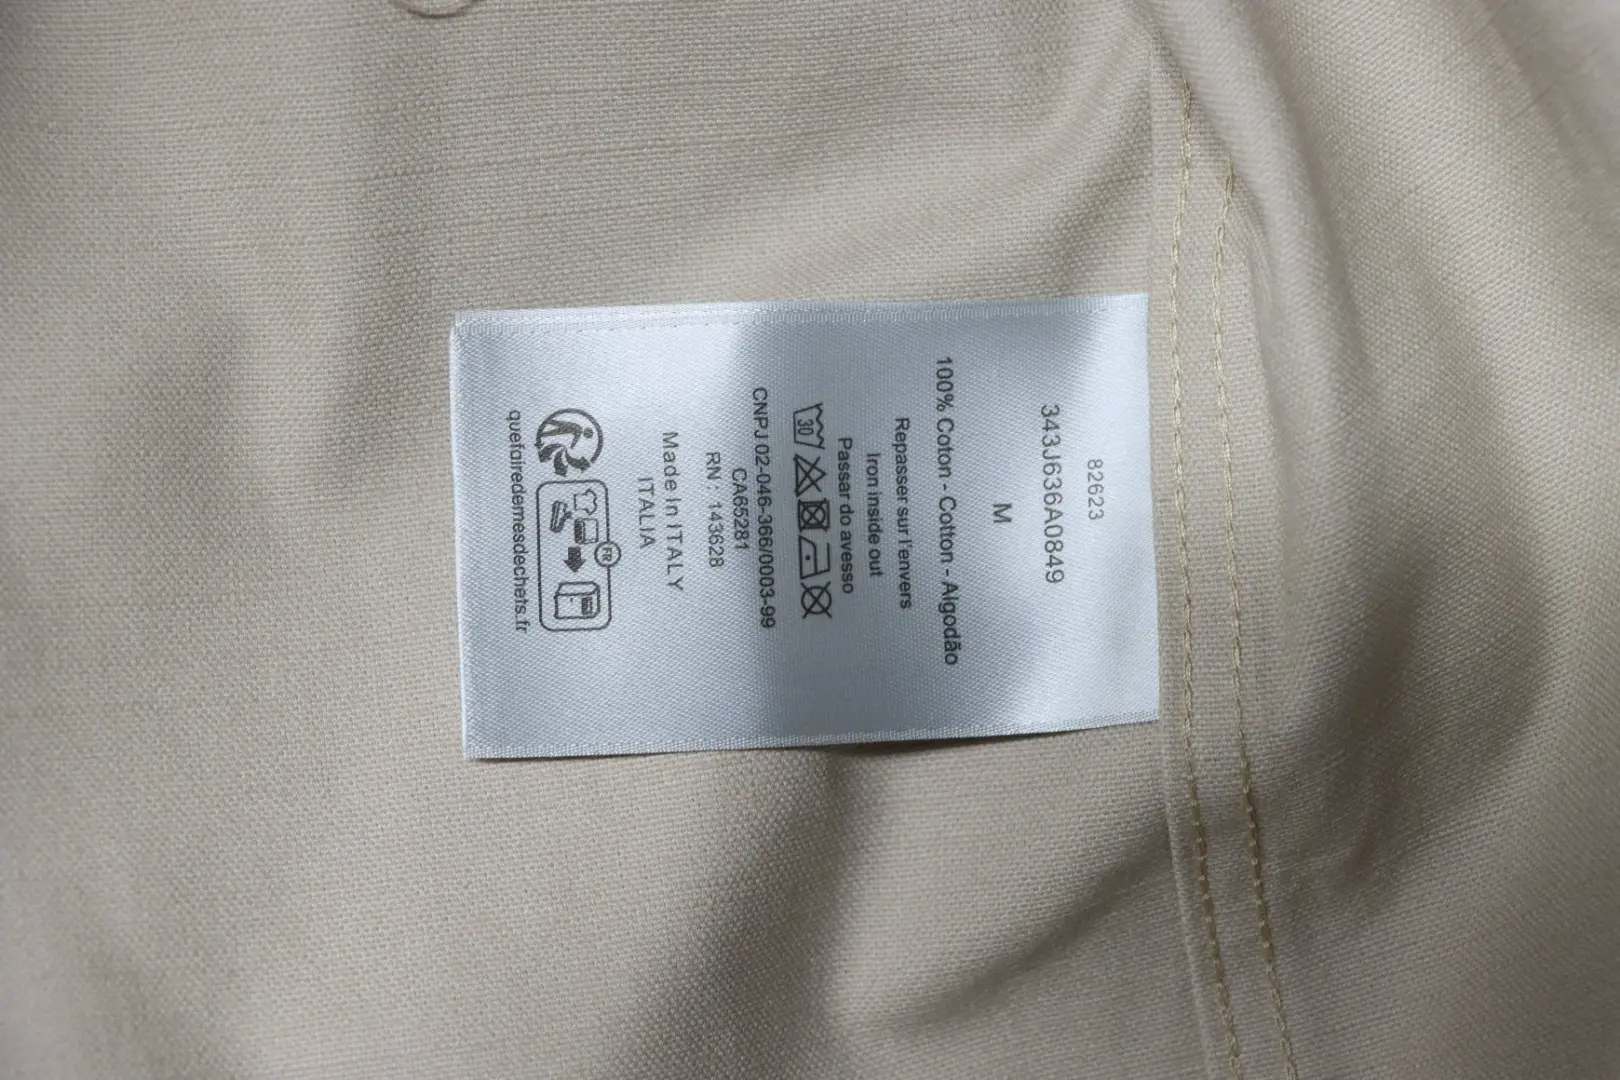 82623
343J636A0849
M
100% Coton - Cotton - Algodão
Repasser sur l'envers
Iron inside out
Passar do avesso
30
CNPJ 02-046-366/0003-99
CA65281
RN: 143628
Made In ITALY
ITALIA
FR
quefairedemesdechets.fr